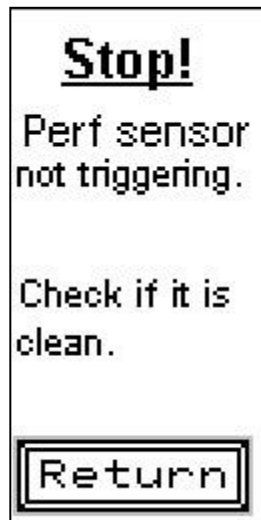 Stop!
Perf sensor
not triggering.
Check if it is
clean.
Return